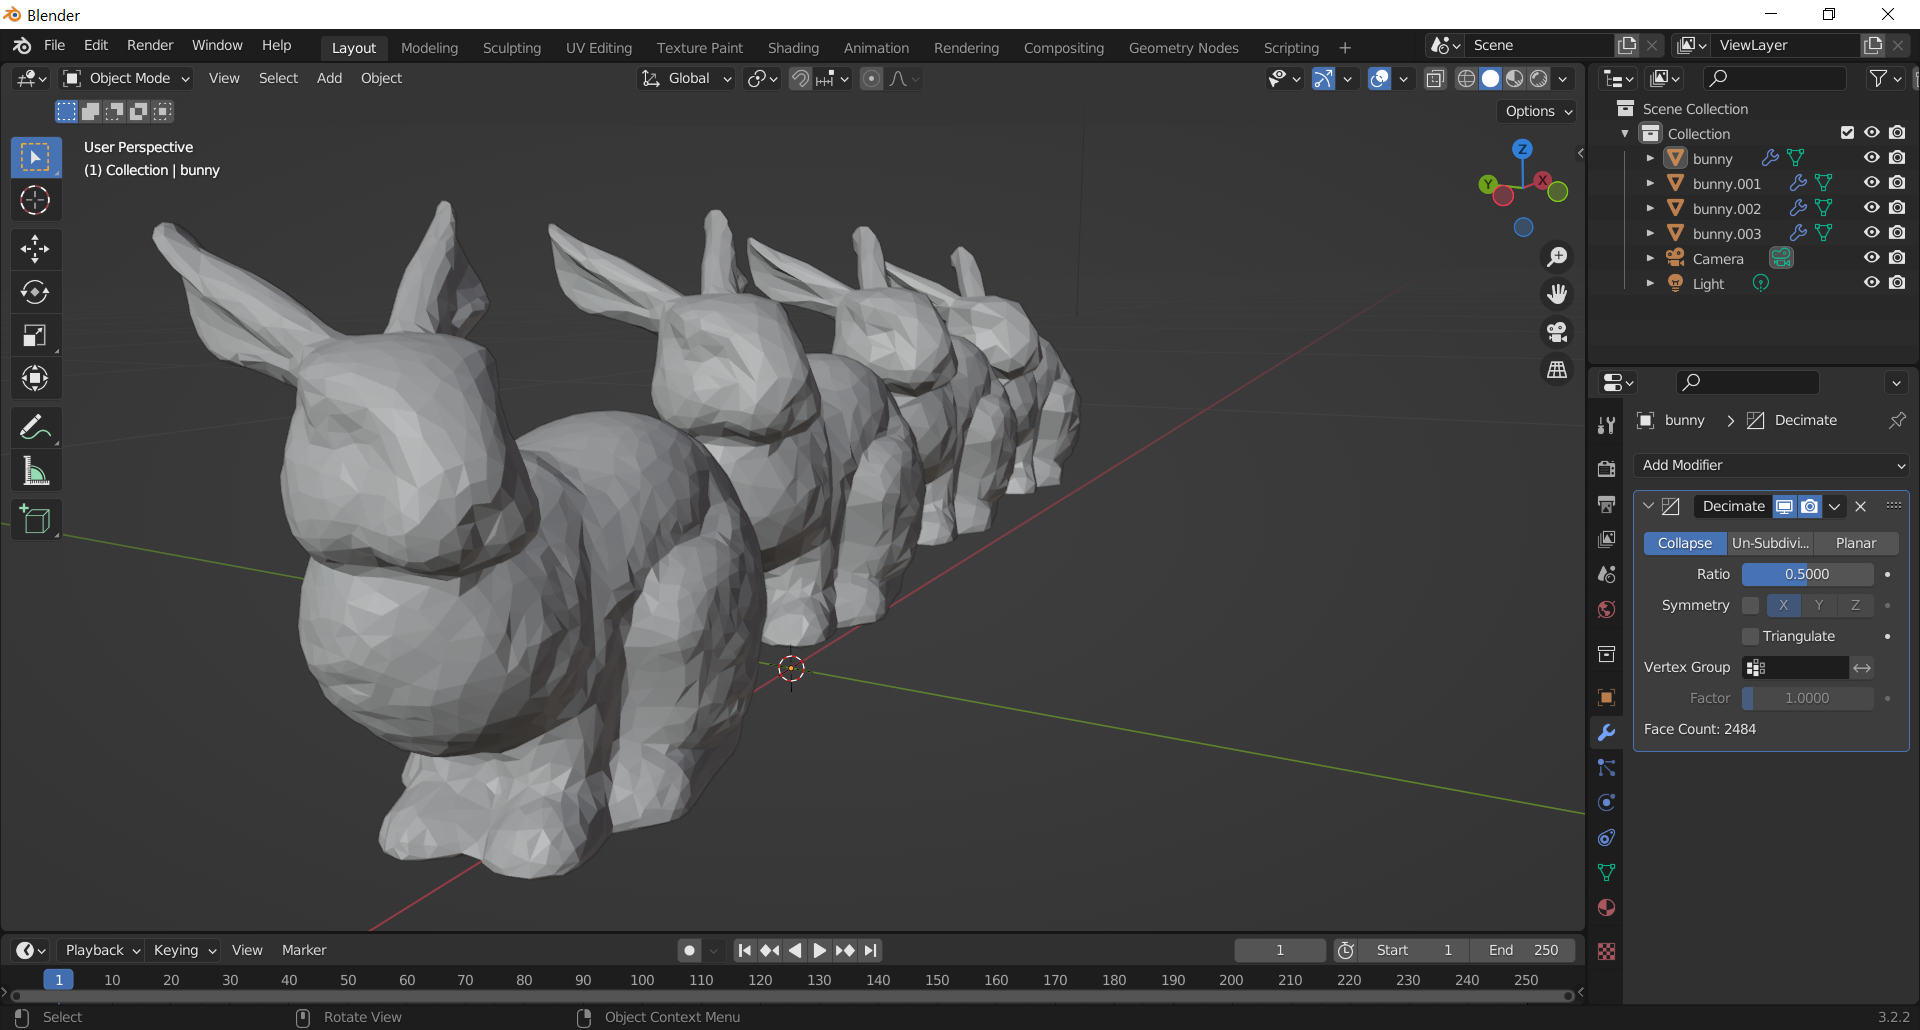 Blender
File Edit Render Window Help Layout Modeling Sculpting UV Editing Texture Paint Shading Animation Rendering Compositing Geometry Nodes Scripting + Scene ViewLayer
Object Mode View Select Add Object Global
Options
User Perspective
(1) Collection | bunny
Z
Y X
Scene Collection
Collection
bunny
bunny.001
bunny.002
bunny.003
Camera
Light
bunny > Decimate
Add Modifier
Decimate
Collapse Un-Subdivi... Planar
Ratio 0.5000
Symmetry X Y Z
Triangulate
Vertex Group
Factor 1.0000
Face Count: 2484
Playback Keying View Marker 1 Start 1 End 250
1 10 20 30 40 50 60 70 80 90 100 110 120 130 140 150 160 170 180 190 200 210 220 230 240 250
Select Rotate View Object Context Menu 3.2.2